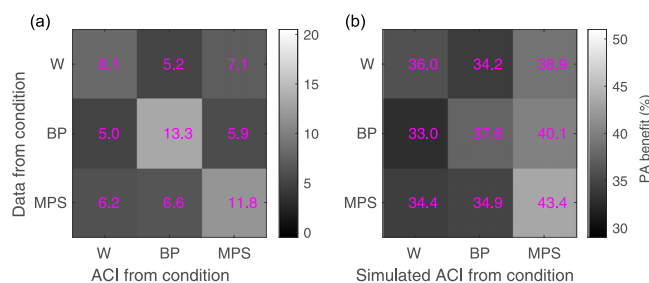 (a)
(b)
W 8.1 5.2 7.1
BP 5.0 13.3 5.9
MPS 6.2 6.6 11.8
W BP MPS
ACI from condition
Data from condition
20
15
10
5
0
W 36.0 34.2
BP 33.0 37.8 40.1
MPS 34.4 34.9 43.4
W BP MPS
Simulated ACI from condition
50
45
40
35
30
PA benefit (%)